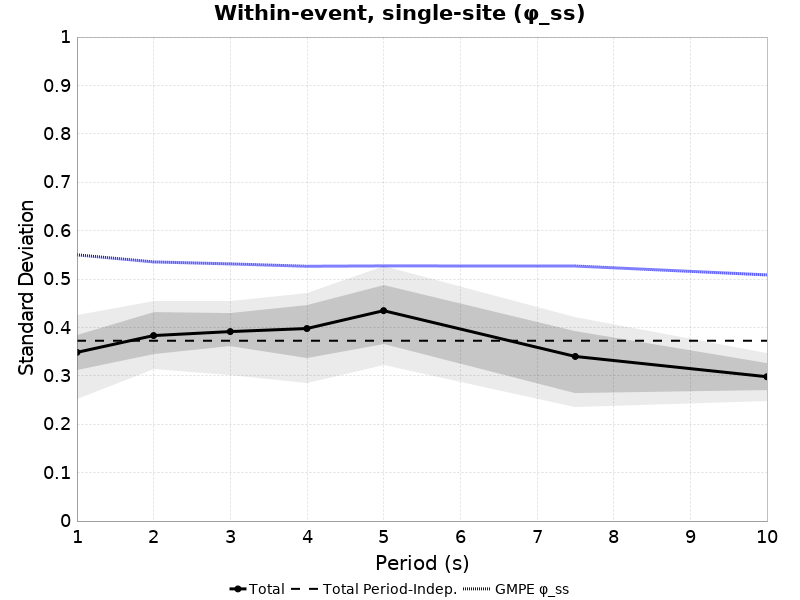 Within-event, single-site (φ_ss)
Standard Deviation
1
0.9
0.8
0.7
0.6
0.5
0.4
0.3
0.2
0.1
0
1 2 3 4 5 6 7 8 9 10
Period (s)
Total Total Period-Indep. GMPE φ_ss